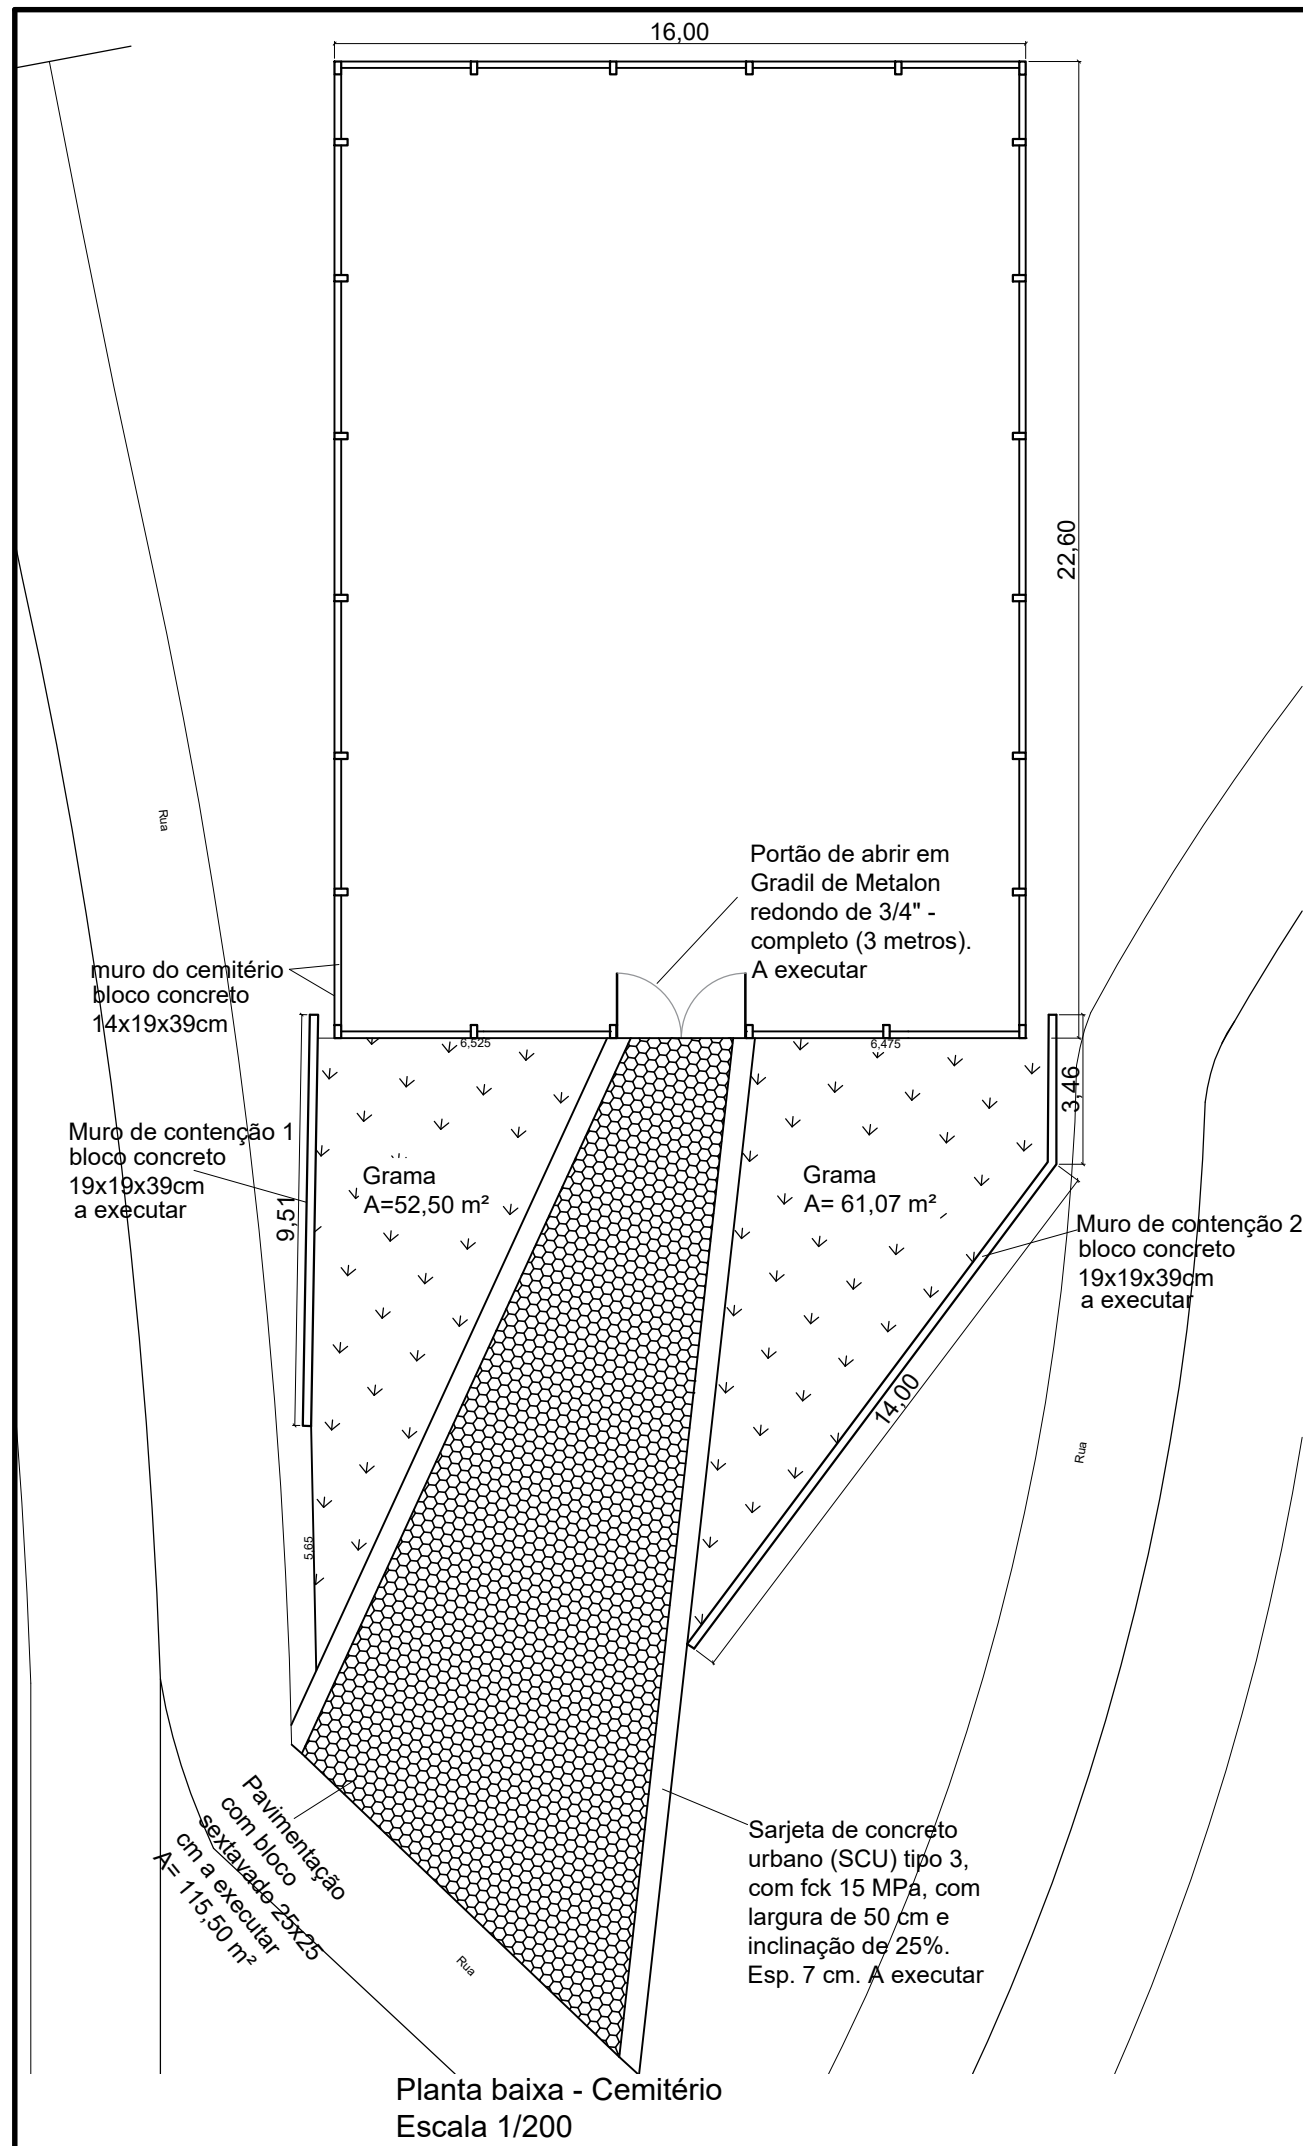 16,00
22,60
Rua
Portão de abrir em
Gradil de Metalon
redondo de 3/4" -
completo (3 metros).
A executar
muro do cemitério
bloco concreto
14x19x39cm
6,525
6,475
3,46
Muro de contenção 1
bloco concreto
19x19x39cm
a executar
9,51
Grama
A=52,50 m²
Grama
A= 61,07 m²
Muro de contenção 2
bloco concreto
19x19x39cm
a executar
14,00
Rua
5,65
Pavimentação
com bloco
sextavado 25x25
cm a executar
A= 115,50 m²
Rua
Sarjeta de concreto
urbano (SCU) tipo 3,
com fck 15 MPa, com
largura de 50 cm e
inclinação de 25%.
Esp. 7 cm. A executar
Planta baixa - Cemitério
Escala 1/200